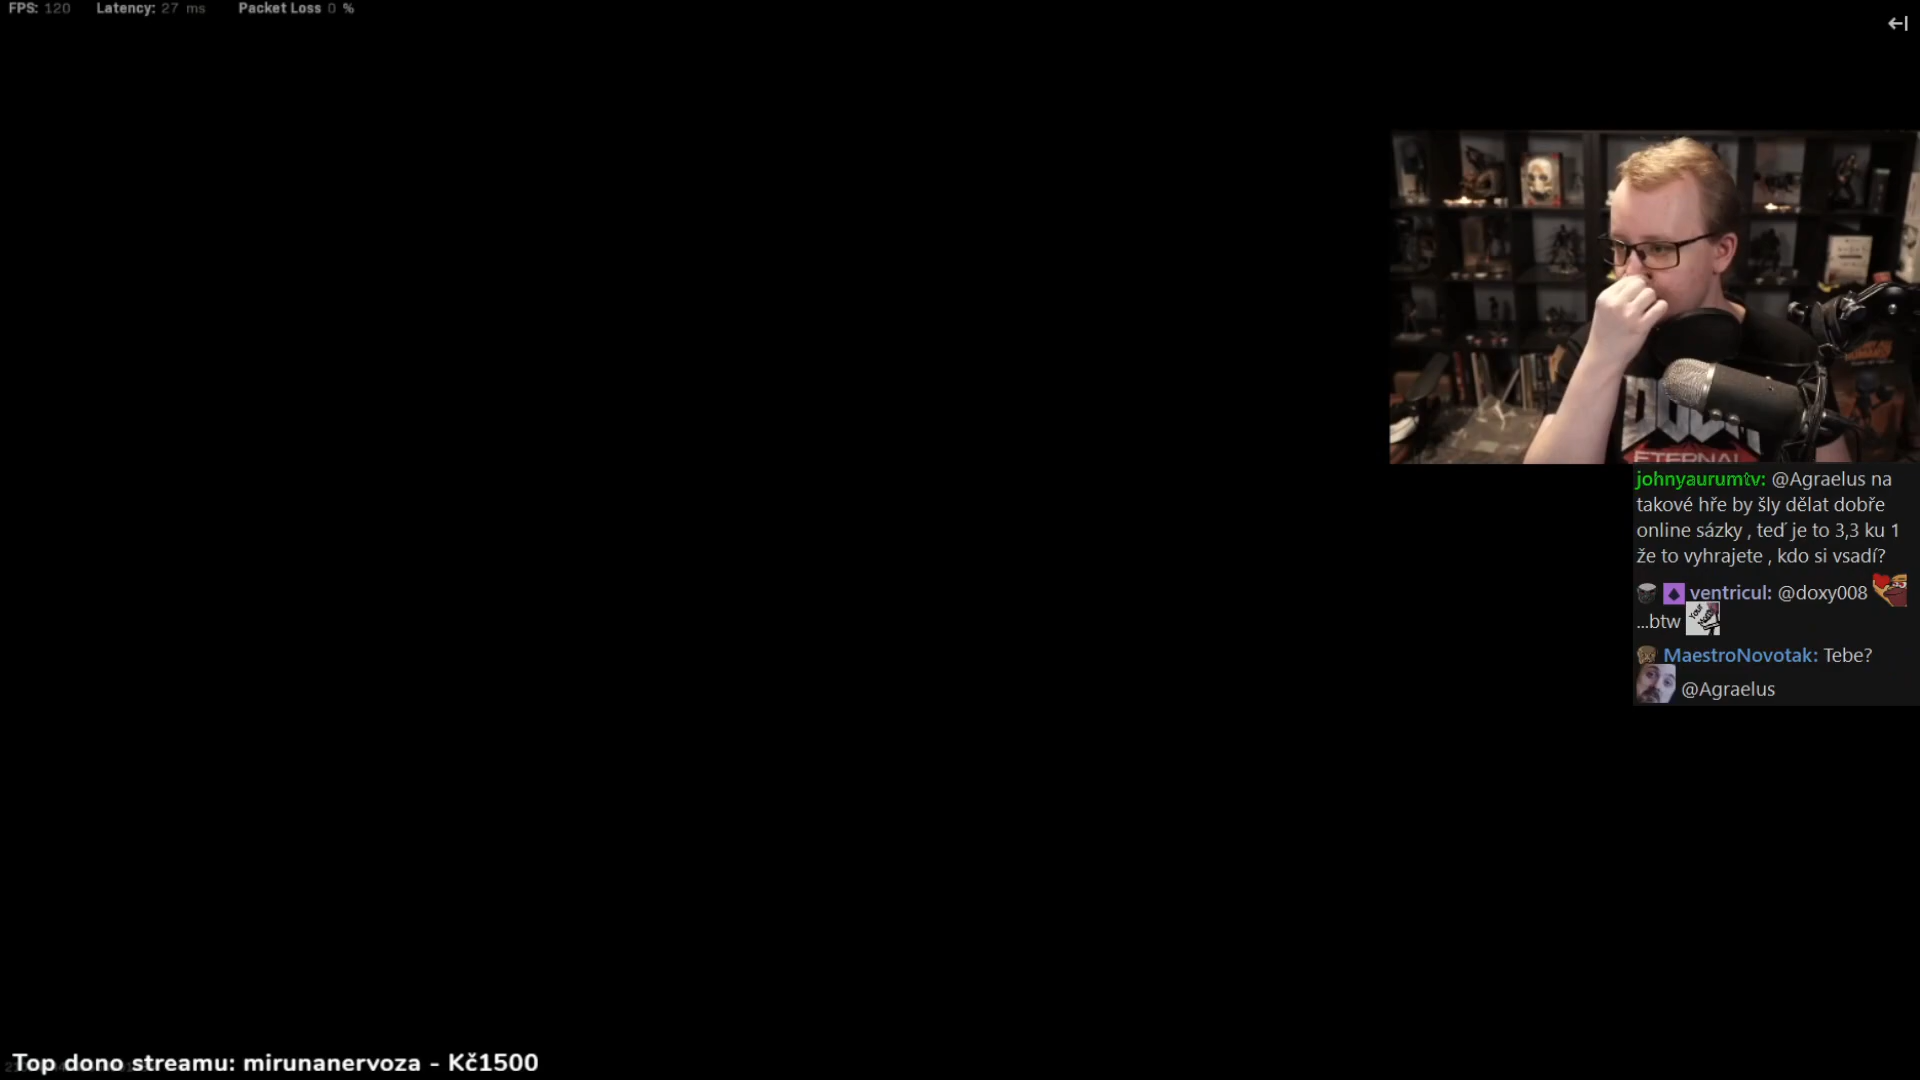 FPS: 120 Latency: 27 ms Packet Loss 0 %
DOOM
ETERNAL
johnyaurumtv: @Agraelus na
takové hře by šly dělat dobře
online sázky , teď je to 3,3 ku 1
že to vyhrajete , kdo si vsadí?
ventricul: @doxy008
...btw
MaestroNovotak: Tebe?
@Agraelus
Top dono streamu: mirunanervoza - Kč1500